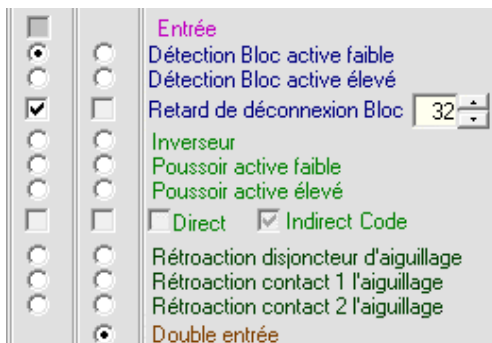 Entrée
Détection Bloc active faible
Détection Bloc active élevé
Retard de déconnexion Bloc 32
Inverseur
Poussoir active faible
Poussoir active élevé
Direct Indirect Code
Rétroaction disjoncteur d'aiguillage
Rétroaction contact 1 l'aiguillage
Rétroaction contact 2 l'aiguillage
Double entrée